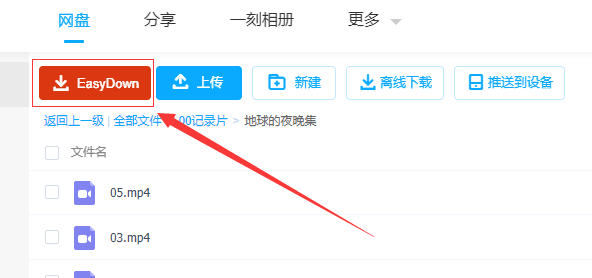 网盘 分享 一刻相册 更多
EasyDown 上传 新建 离线下载 推送到设备
返回上一级 | 全部文件 00记录片 > 地球的夜晚集
文件名
05.mp4
03.mp4